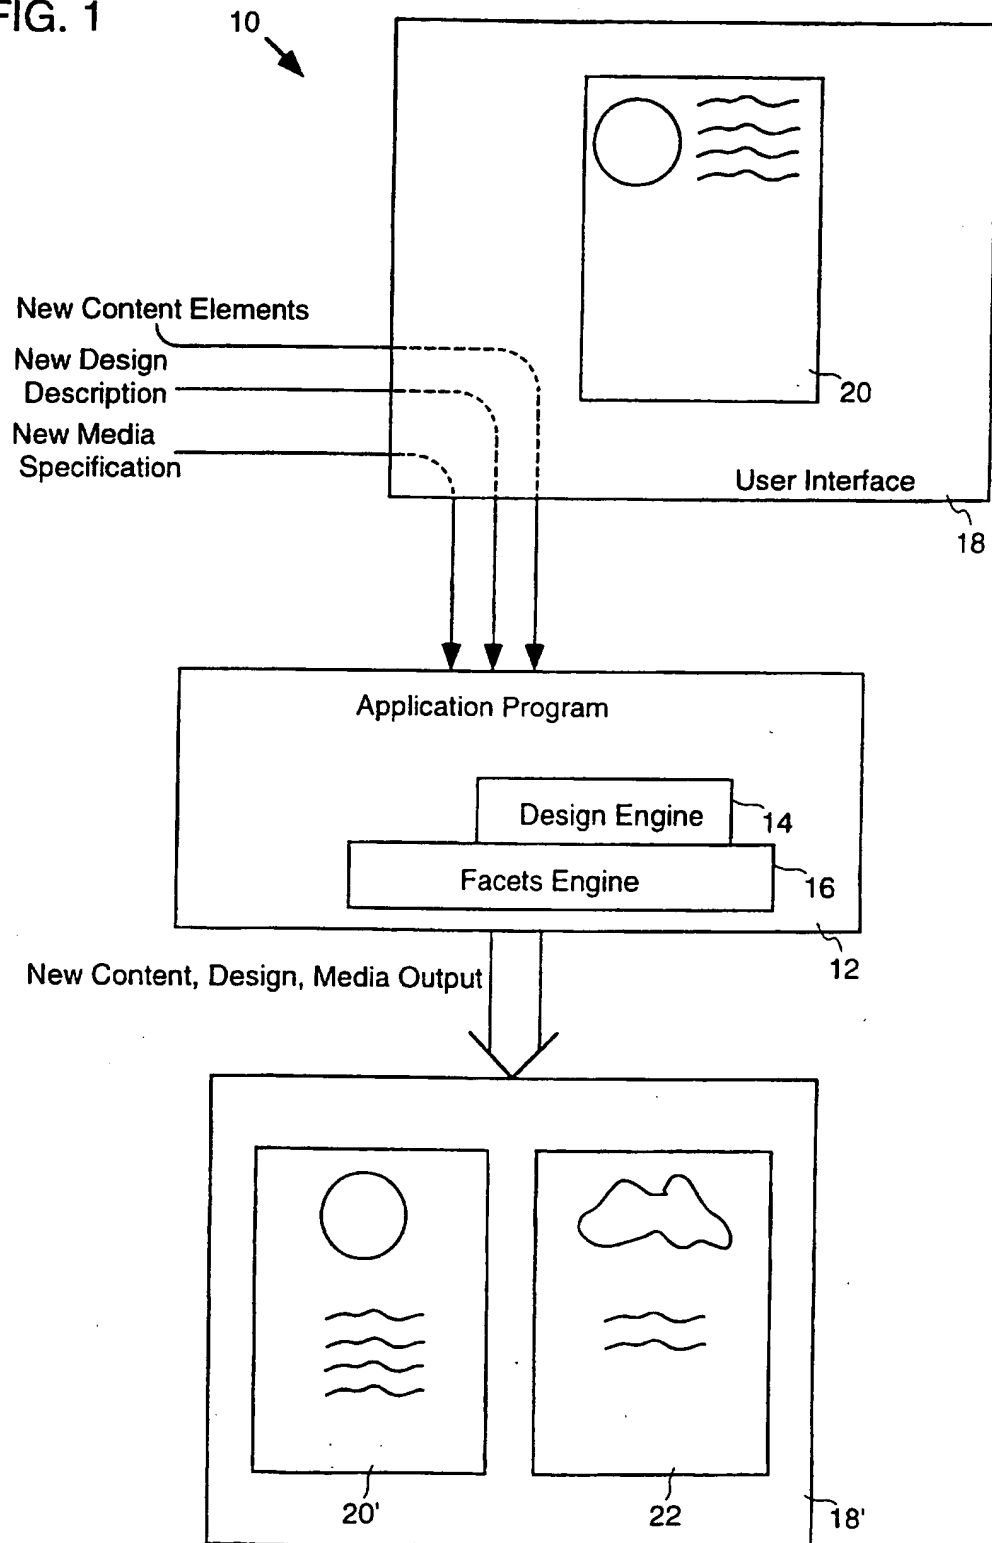 FIG. 1
10
New Content Elements
New Design
Description
New Media
Specification
20
User Interface
18
Application Program
Design Engine
14
Facets Engine
16
12
New Content, Design, Media Output
20'
22
18'